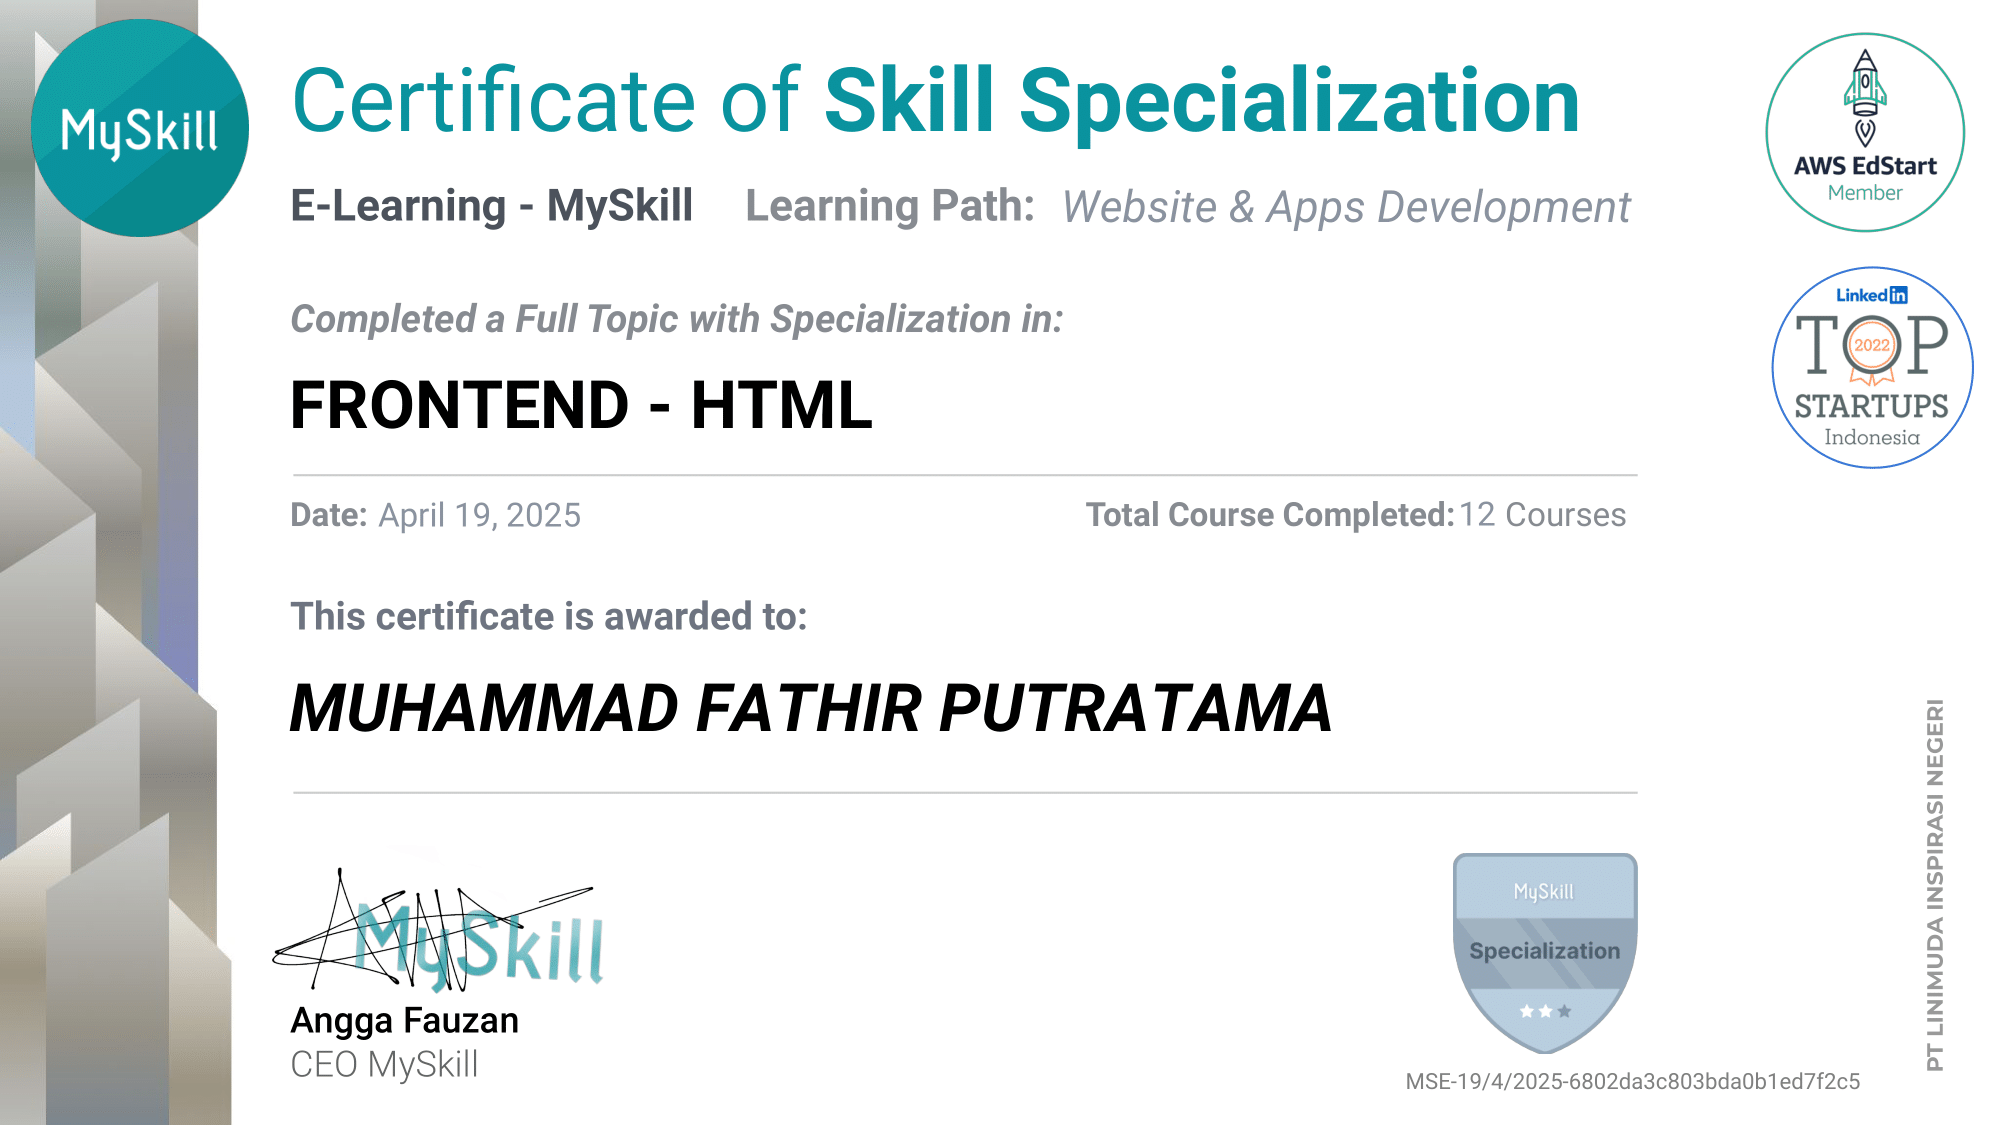 MySkill
Certificate of Skill Specialization
E-Learning - MySkill Learning Path: Website & Apps Development
Completed a Full Topic with Specialization in:
FRONTEND - HTML
Date: April 19, 2025
Total Course Completed: 12 Courses
This certificate is awarded to:
MUHAMMAD FATHIR PUTRATAMA
MySkill
Angga Fauzan
CEO MySkill
AWS EdStart
Member
LinkedIn
TOP
2022
STARTUPS
Indonesia
MySkill
Specialization
MSE-19/4/2025-6802da3c803bda0b1ed7f2c5
PT LINIMUDA INSPIRASI NEGERI